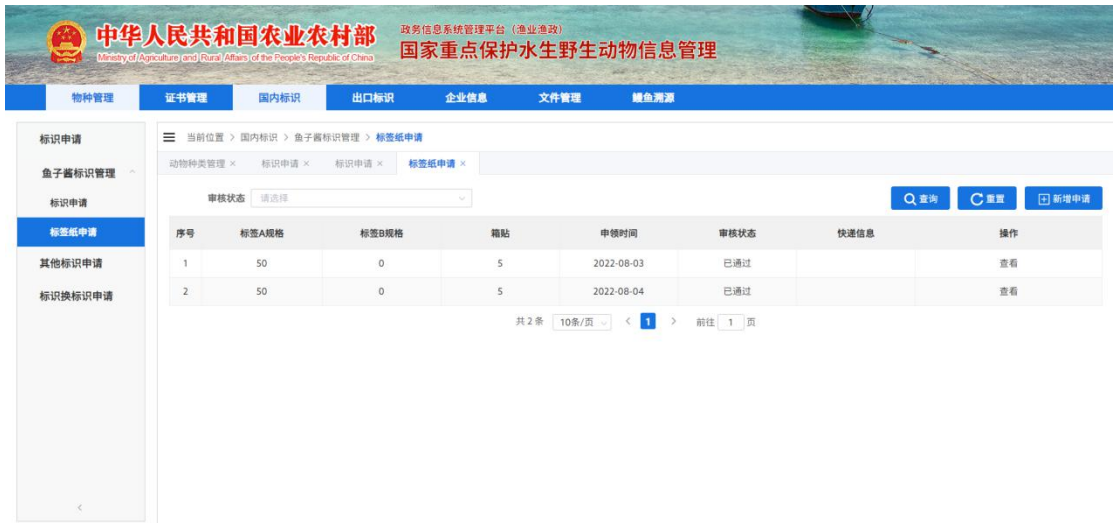 中华人民共和国农业农村部
Ministry of Agriculture and Rural Affairs of the People's Republic of China
政务信息系统管理平台（渔业渔政）
国家重点保护水生野生动物信息管理
物种管理 证书管理 国内标识 出口标识 企业信息 文件管理 鳗鱼溯源
标识申请
鱼子酱标识管理
标识申请
标签纸申请
其他标识申请
标识换标识申请
当前位置 > 国内标识 > 鱼子酱标识管理 > 标签纸申请
动物种类管理 × 标识申请 × 标识申请 × 标签纸申请 ×
审核状态 请选择 查询 重置 新增申请
序号 标签A规格 标签B规格 箱贴 申领时间 审核状态 快递信息 操作
1 50 0 5 2022-08-03 已通过 查看
2 50 0 5 2022-08-04 已通过 查看
共 2 条 10条/页 < 1 > 前往 1 页